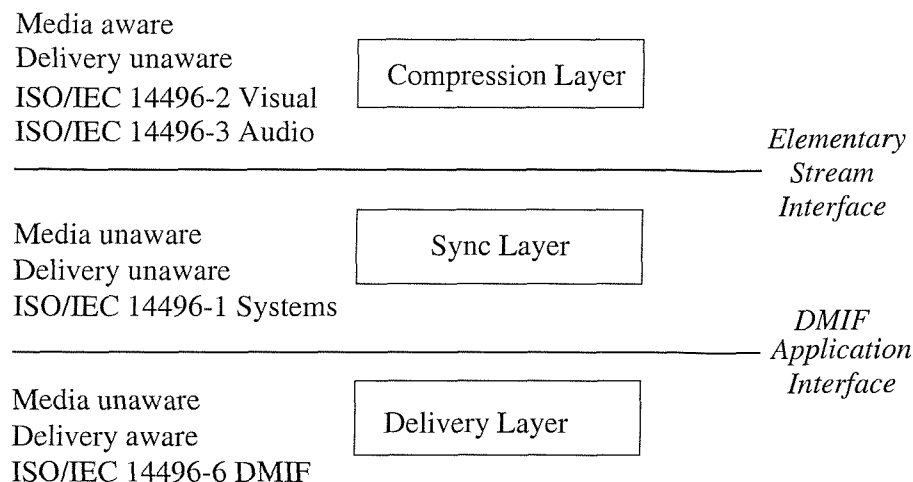 Media aware
Delivery unaware
ISO/IEC 14496-2 Visual
ISO/IEC 14496-3 Audio
Compression Layer
Elementary
Stream
Interface
Media unaware
Delivery unaware
ISO/IEC 14496-1 Systems
Sync Layer
DMIF
Application
Interface
Media unaware
Delivery aware
ISO/IEC 14496-6 DMIF
Delivery Layer